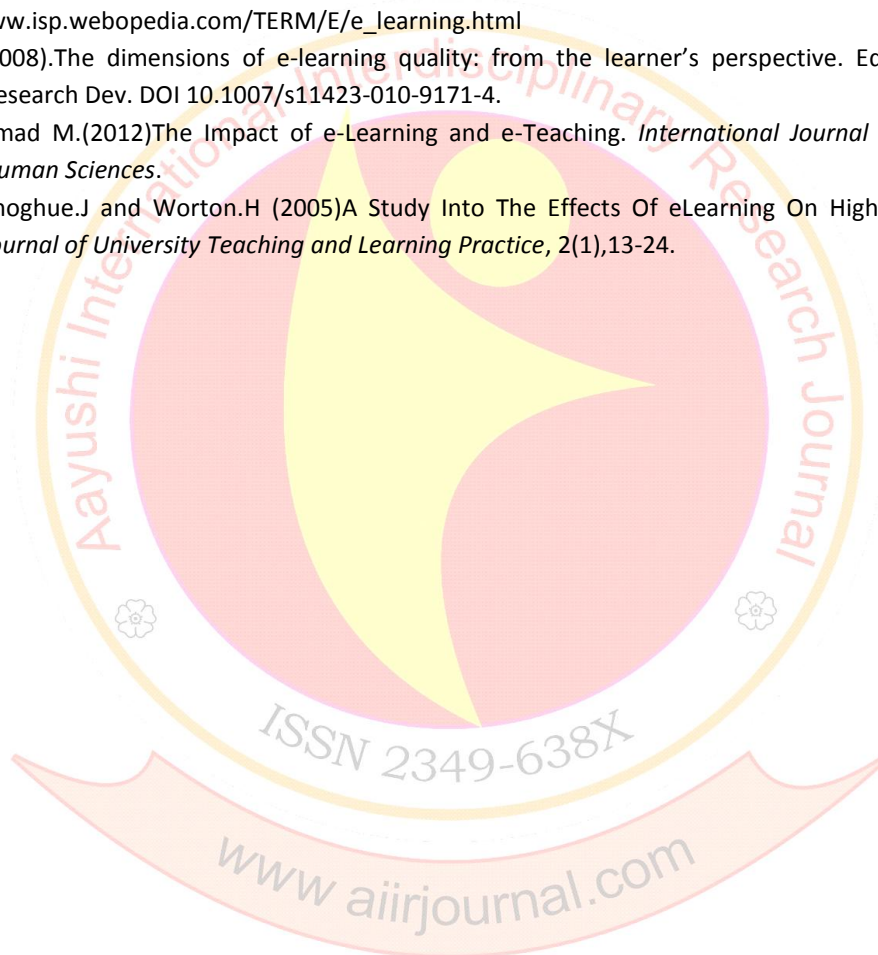 ww.isp.webopedia.com/TERM/E/e_learning.html
008).The dimensions of e-learning quality: from the learner’s perspective. Ed
esearch Dev. DOI 10.1007/s11423-010-9171-4.
mad M.(2012)The Impact of e-Learning and e-Teaching. International Journal
uman Sciences.
noghue.J and Worton.H (2005)A Study Into The Effects Of eLearning On High
ournal of University Teaching and Learning Practice, 2(1),13-24.
Aayushi International Interdisciplinary Research Journal
ISSN 2349-638X
www aiirjournal.com